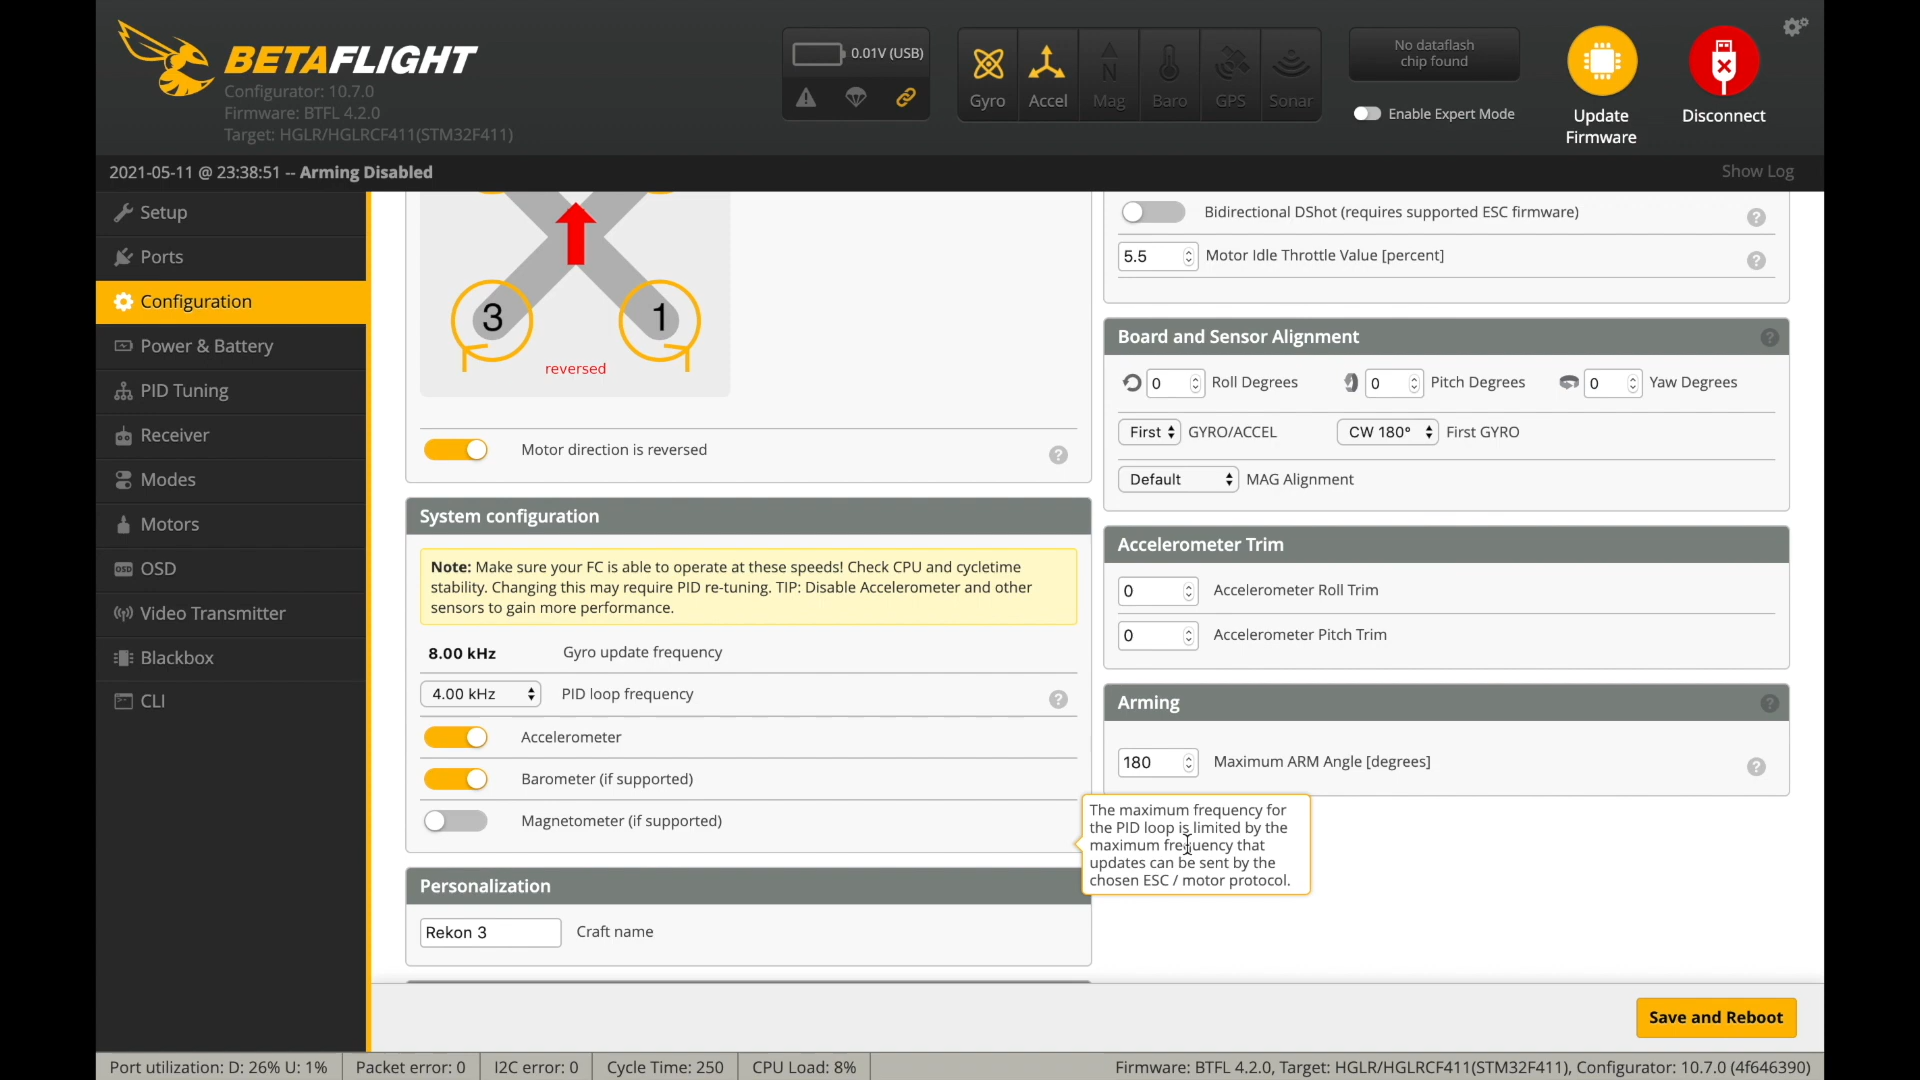 BETAFLIGHT
Configurator: 10.7.0
Firmware: BTFL 4.2.0
Target: HGLR/HGLRCF411(STM32F411)
0.01V (USB)
Gyro
Accel
Mag
Baro
GPS
Sonar
No dataflash
chip found
Enable Expert Mode
Update
Firmware
Disconnect
2021-05-11 @ 23:38:51 -- Arming Disabled
Show Log
Setup
Ports
Configuration
Power & Battery
PID Tuning
Receiver
Modes
Motors
OSD
OSD
Video Transmitter
Blackbox
CLI
3
1
reversed
Motor direction is reversed
?
System configuration
Note: Make sure your FC is able to operate at these speeds! Check CPU and cycletime
stability. Changing this may require PID re-tuning. TIP: Disable Accelerometer and other
sensors to gain more performance.
8.00 kHz Gyro update frequency
4.00 kHz PID loop frequency
?
Accelerometer
Barometer (if supported)
Magnetometer (if supported)
Personalization
Rekon 3 Craft name
Bidirectional DShot (requires supported ESC firmware)
?
5.5 Motor Idle Throttle Value [percent]
?
Board and Sensor Alignment
?
0 Roll Degrees 0 Pitch Degrees 0 Yaw Degrees
First GYRO/ACCEL CW 180° First GYRO
Default MAG Alignment
Accelerometer Trim
0 Accelerometer Roll Trim
0 Accelerometer Pitch Trim
Arming
?
180 Maximum ARM Angle [degrees]
?
The maximum frequency for
the PID loop is limited by the
maximum frequency that
updates can be sent by the
chosen ESC / motor protocol.
Save and Reboot
Port utilization: D: 26% U: 1% Packet error: 0 I2C error: 0 Cycle Time: 250 CPU Load: 8% Firmware: BTFL 4.2.0, Target: HGLR/HGLRCF411(STM32F411), Configurator: 10.7.0 (4f646390)